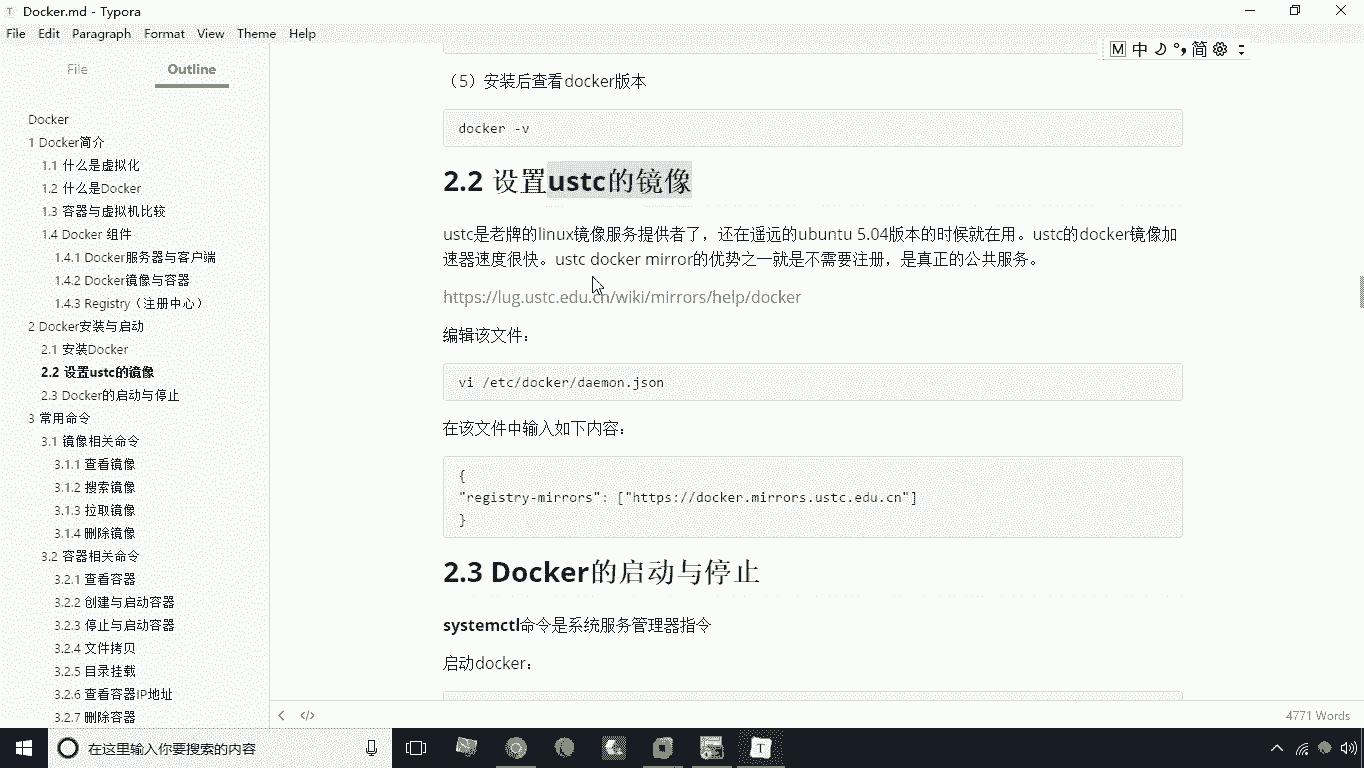 Docker.md - Typora
File Edit Paragraph Format View Theme Help
M 中 简
File Outline
Docker
1 Docker简介
1.1 什么是虚拟化
1.2 什么是Docker
1.3 容器与虚拟机比较
1.4 Docker 组件
1.4.1 Docker服务器与客户端
1.4.2 Docker镜像与容器
1.4.3 Registry（注册中心）
2 Docker安装与启动
2.1 安装Docker
2.2 设置ustc的镜像
2.3 Docker的启动与停止
3 常用命令
3.1 镜像相关命令
3.1.1 查看镜像
3.1.2 搜索镜像
3.1.3 拉取镜像
3.1.4 删除镜像
3.2 容器相关命令
3.2.1 查看容器
3.2.2 创建与启动容器
3.2.3 停止与启动容器
3.2.4 文件拷贝
3.2.5 目录挂载
3.2.6 查看容器IP地址
3.2.7 删除容器
（5）安装后查看docker版本
docker -v
2.2 设置ustc的镜像
ustc是老牌的linux镜像服务提供者了，还在遥远的ubuntu 5.04版本的时候就在用。ustc的docker镜像加
速器速度很快。ustc docker mirror的优势之一就是不需要注册，是真正的公共服务。
https://lug.ustc.edu.cn/wiki/mirrors/help/docker
编辑该文件：
vi /etc/docker/daemon.json
在该文件中输入如下内容：
{
"registry-mirrors": ["https://docker.mirrors.ustc.edu.cn"]
}
2.3 Docker的启动与停止
systemctl命令是系统服务管理器指令
启动docker：
4771 Words
在这里输入你要搜索的内容
T